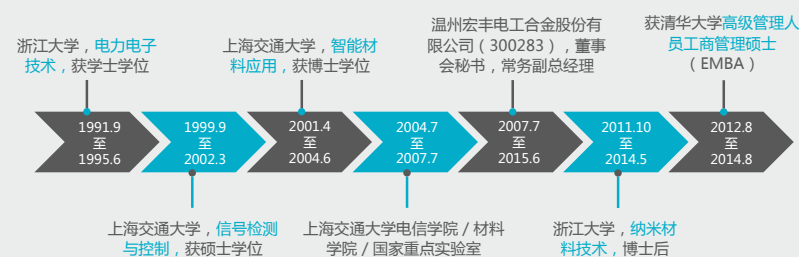 浙江大学，电力电子
技术，获学士学位
上海交通大学，智能材
料应用，获博士学位
温州宏丰电工合金股份有
限公司（300283），董事
会秘书，常务副总经理
获清华大学高级管理人
员工商管理硕士
（EMBA）
1991.9
至
1995.6
1999.9
至
2002.3
2001.4
至
2004.6
2004.7
至
2007.7
2007.7
至
2015.6
2011.10
至
2014.5
2012.8
至
2014.8
上海交通大学，信号检测
与控制，获硕士学位
上海交通大学电信学院 / 材料
学院 / 国家重点实验室
浙江大学，纳米材
料技术，博士后